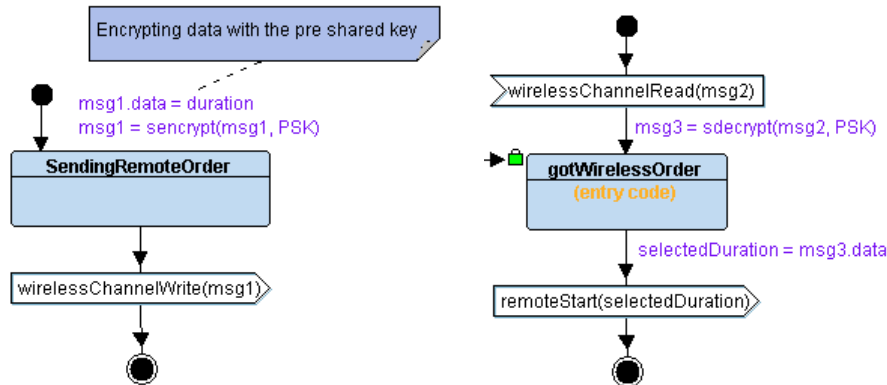 Encrypting data with the pre shared key
msg1.data = duration
msg1 = sencrypt(msg1, PSK)
SendingRemoteOrder
wirelessChannelWrite(msg1)
wirelessChannelRead(msg2)
msg3 = sdecrypt(msg2, PSK)
gotWirelessOrder
(entry code)
selectedDuration = msg3.data
remoteStart(selectedDuration)